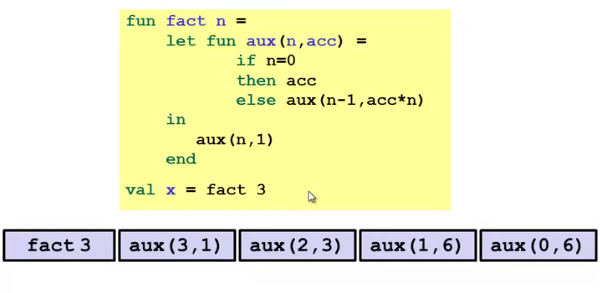 fun fact n =
let fun aux(n,acc) =
if n=0
then acc
else aux(n-1,acc*n)
in
aux(n,1)
end
val x = fact 3
fact 3 aux(3,1) aux(2,3) aux(1,6) aux(0,6)